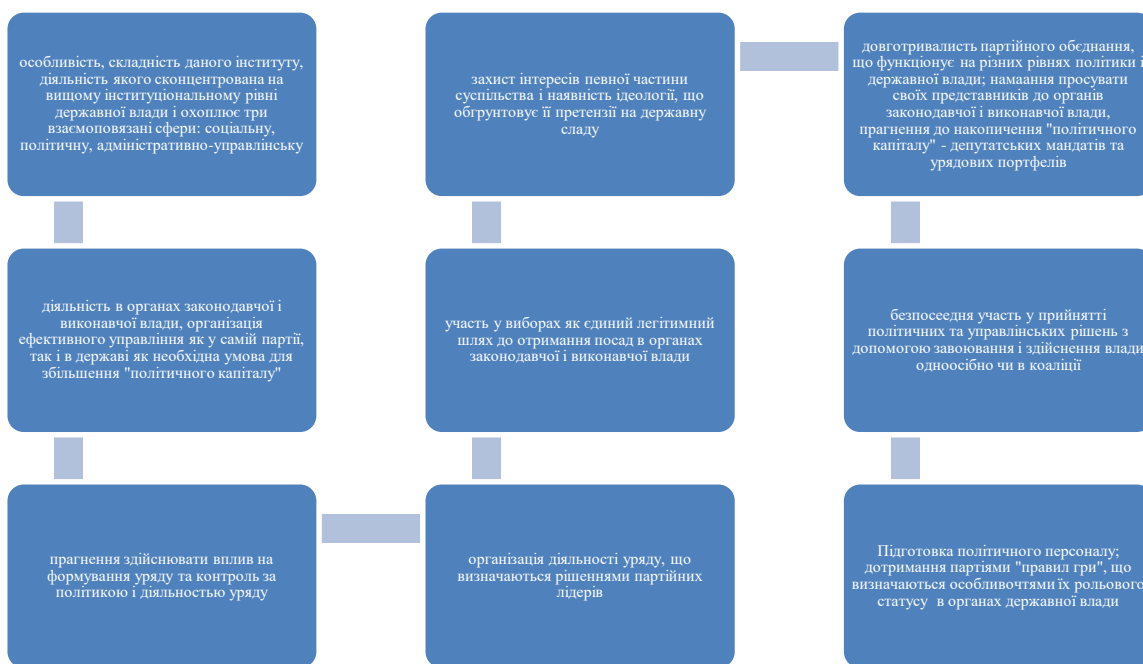 особливість, складність даного інституту,
діяльність якого сконцентрована на
вищому інституціональному рівні
державної влади і охоплює три
взаємоповязані сфери: соціальну,
політичну, адміністративно-управлінську
діяльність в органах законодавчої і
виконавчої влади, організація
ефективного управління як у самій партії,
так і в державі як необхідна умова для
збільшення "політичного капіталу"
прагнення здійснювати вплив на
формування уряду та контроль за
політикою і діяльностью уряду
організація діяльності уряду, що
визначаються рішеннями партійних
лідерів
участь у виборах як єдиний легітимний
шлях до отримання посад в органах
законодавчої і виконавчої влади
захист інтересів певної частини
суспільства і наявність ідеології, що
обгрунтовує її претензії на державну
сладу
довготривалисть партійного обєднання,
що функціонує на різних рівнях політики і
державної влади; намаання просувати
своїх представників до органів
законодавчої і виконавчої влади,
прагнення до накопичення "політичного
капіталу" - депутатських мандатів та
урядових портфелів
безпосеедня участь у прийнятті
політичних та управлінських рішень з
допомогою завоювання і здійснення влади
одноосібно чи в коаліції
Підготовка політичного персоналу;
дотримання партіями "правил гри", що
визначаються особливочтями їх рольового
статусу в органах державної влади